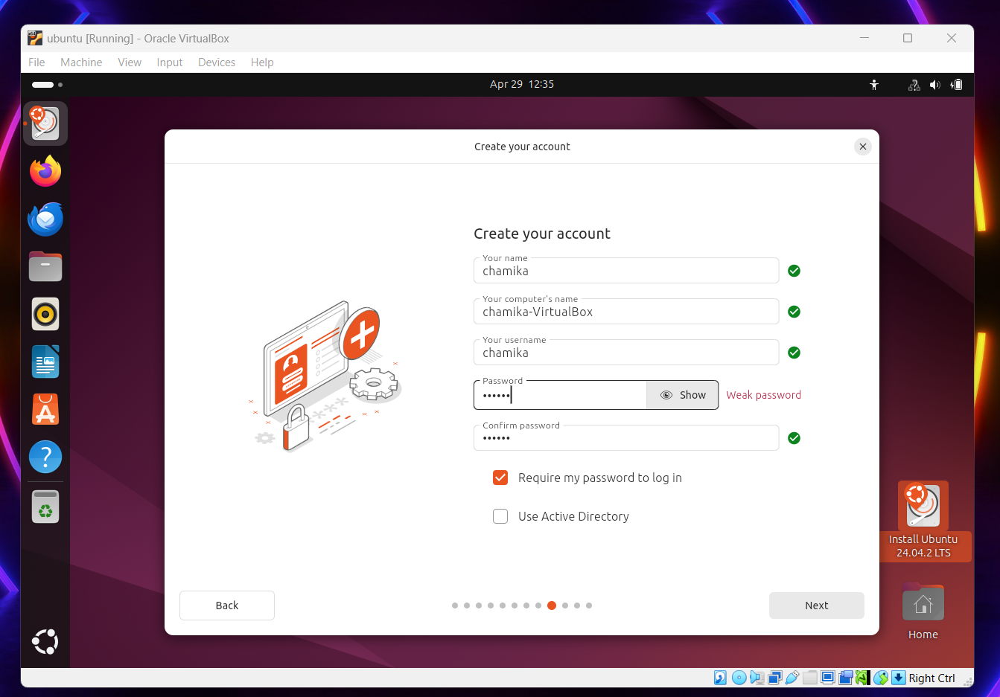 ubuntu [Running] - Oracle VirtualBox
File Machine View Input Devices Help
Apr 29 12:35
Create your account
Create your account
Your name
chamika
Your computer's name
chamika-VirtualBox
Your username
chamika
Password
•••••• Show Weak password
Confirm password
••••••
Require my password to log in
Use Active Directory
Back Next
Install Ubuntu
24.04.2 LTS
Home
Right Ctrl